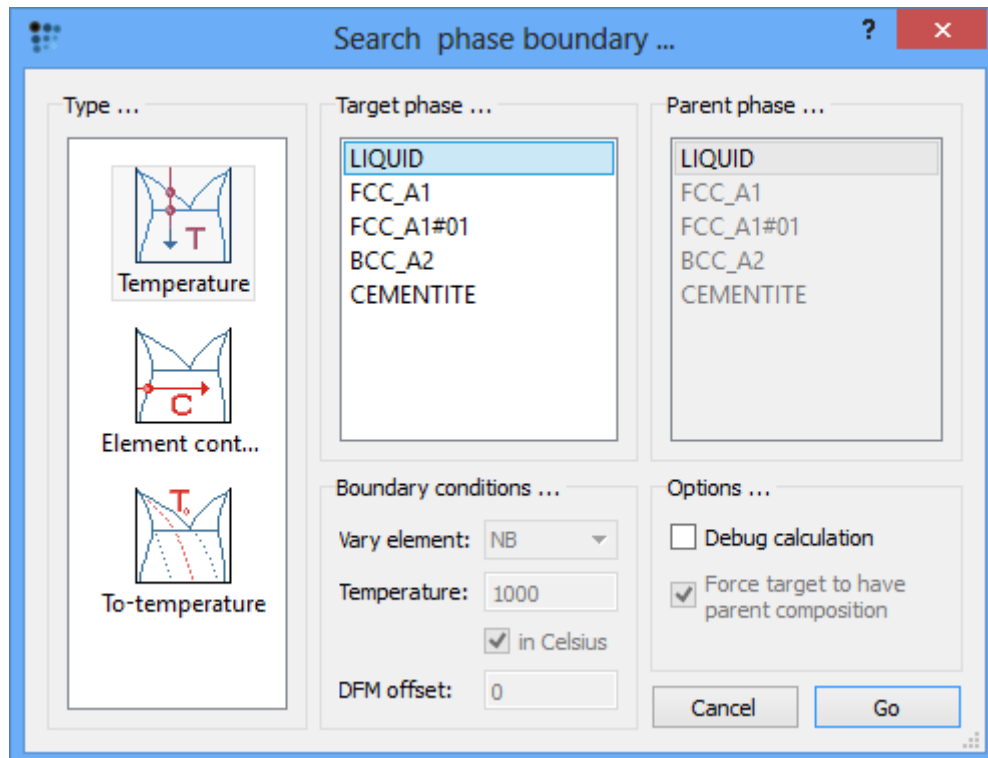 Search phase boundary ...
?
Type ...
T
Temperature
C
Element cont...
To
To-temperature
Target phase ...
LIQUID
FCC_A1
FCC_A1#01
BCC_A2
CEMENTITE
Parent phase ...
LIQUID
FCC_A1
FCC_A1#01
BCC_A2
CEMENTITE
Boundary conditions ...
Vary element: NB
Temperature: 1000
in Celsius
DFM offset: 0
Options ...
Debug calculation
Force target to have
parent composition
Cancel
Go